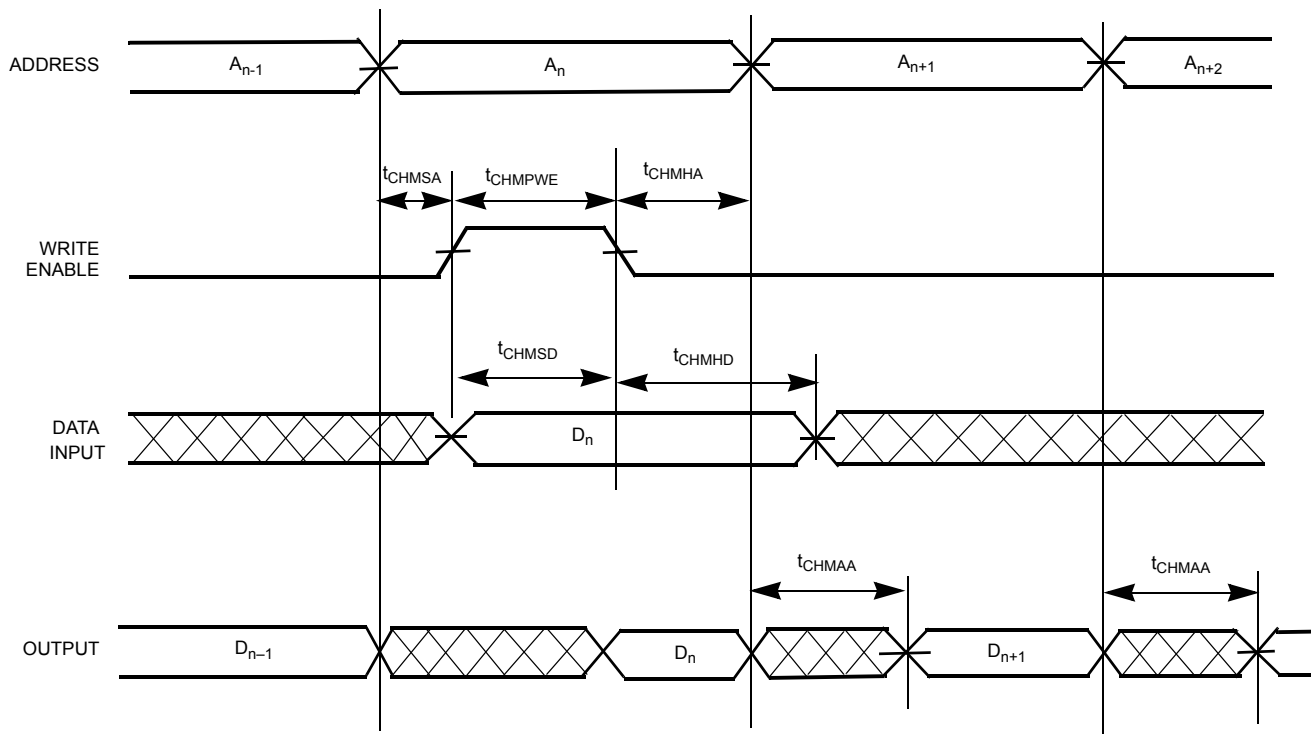 ADDRESS
Aₙ₋₁
Aₙ
Aₙ₊₁
Aₙ₊₂
tCHMSA
tCHMPWE
tCHMHA
WRITE
ENABLE
tCHMSD
tCHMHD
DATA
INPUT
Dₙ
tCHMAA
tCHMAA
OUTPUT
Dₙ₋₁
Dₙ
Dₙ₊₁